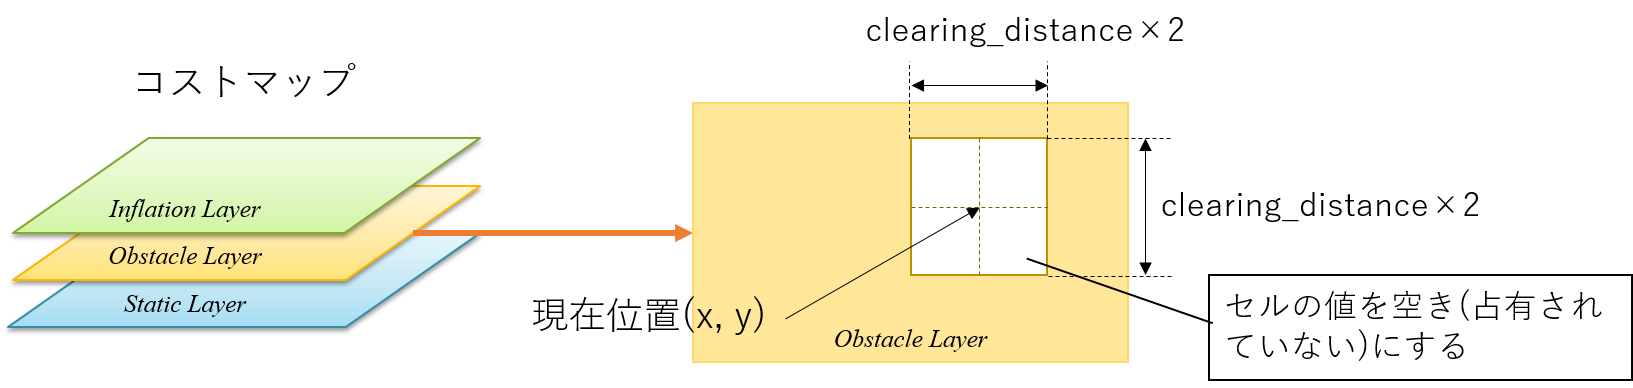 clearing_distance×2
コストマップ
Inflation Layer
Obstacle Layer
Static Layer
clearing_distance×2
現在位置(x, y)
Obstacle Layer
セルの値を空き(占有され
ていない)にする